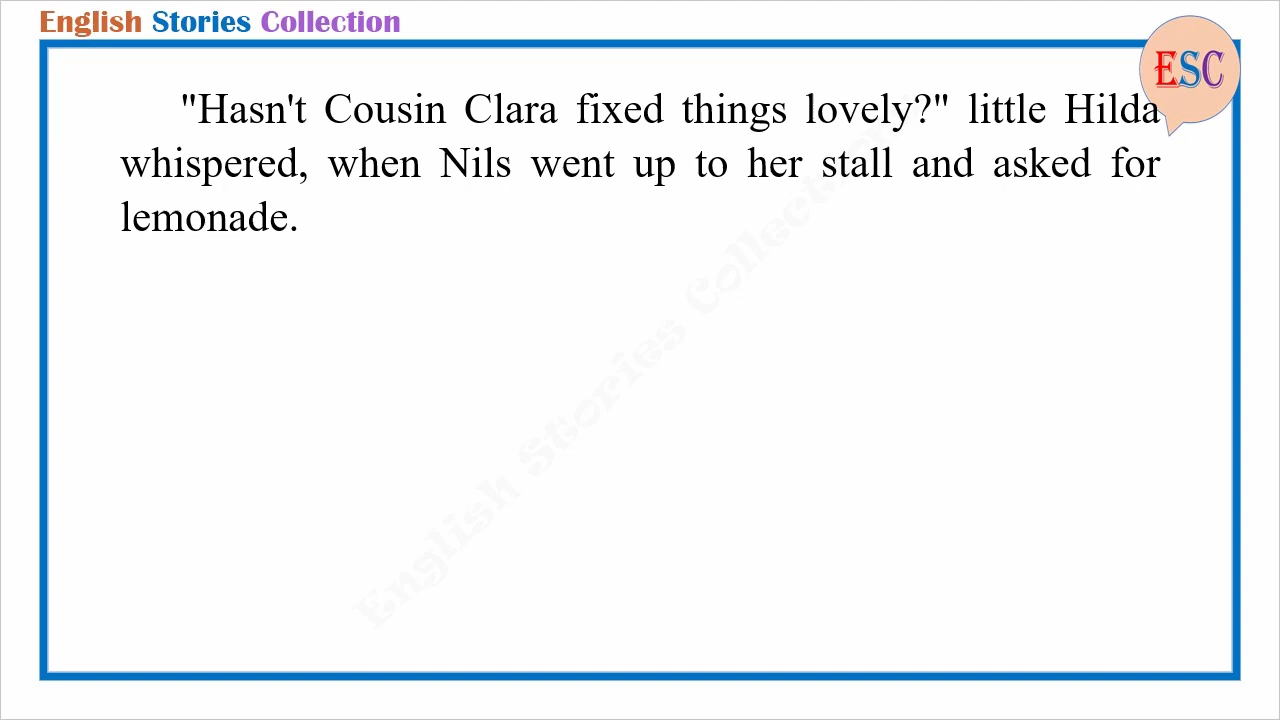 English Stories Collection
ESC
"Hasn't Cousin Clara fixed things lovely?" little Hilda
whispered, when Nils went up to her stall and asked for
lemonade.
English Stories Collection